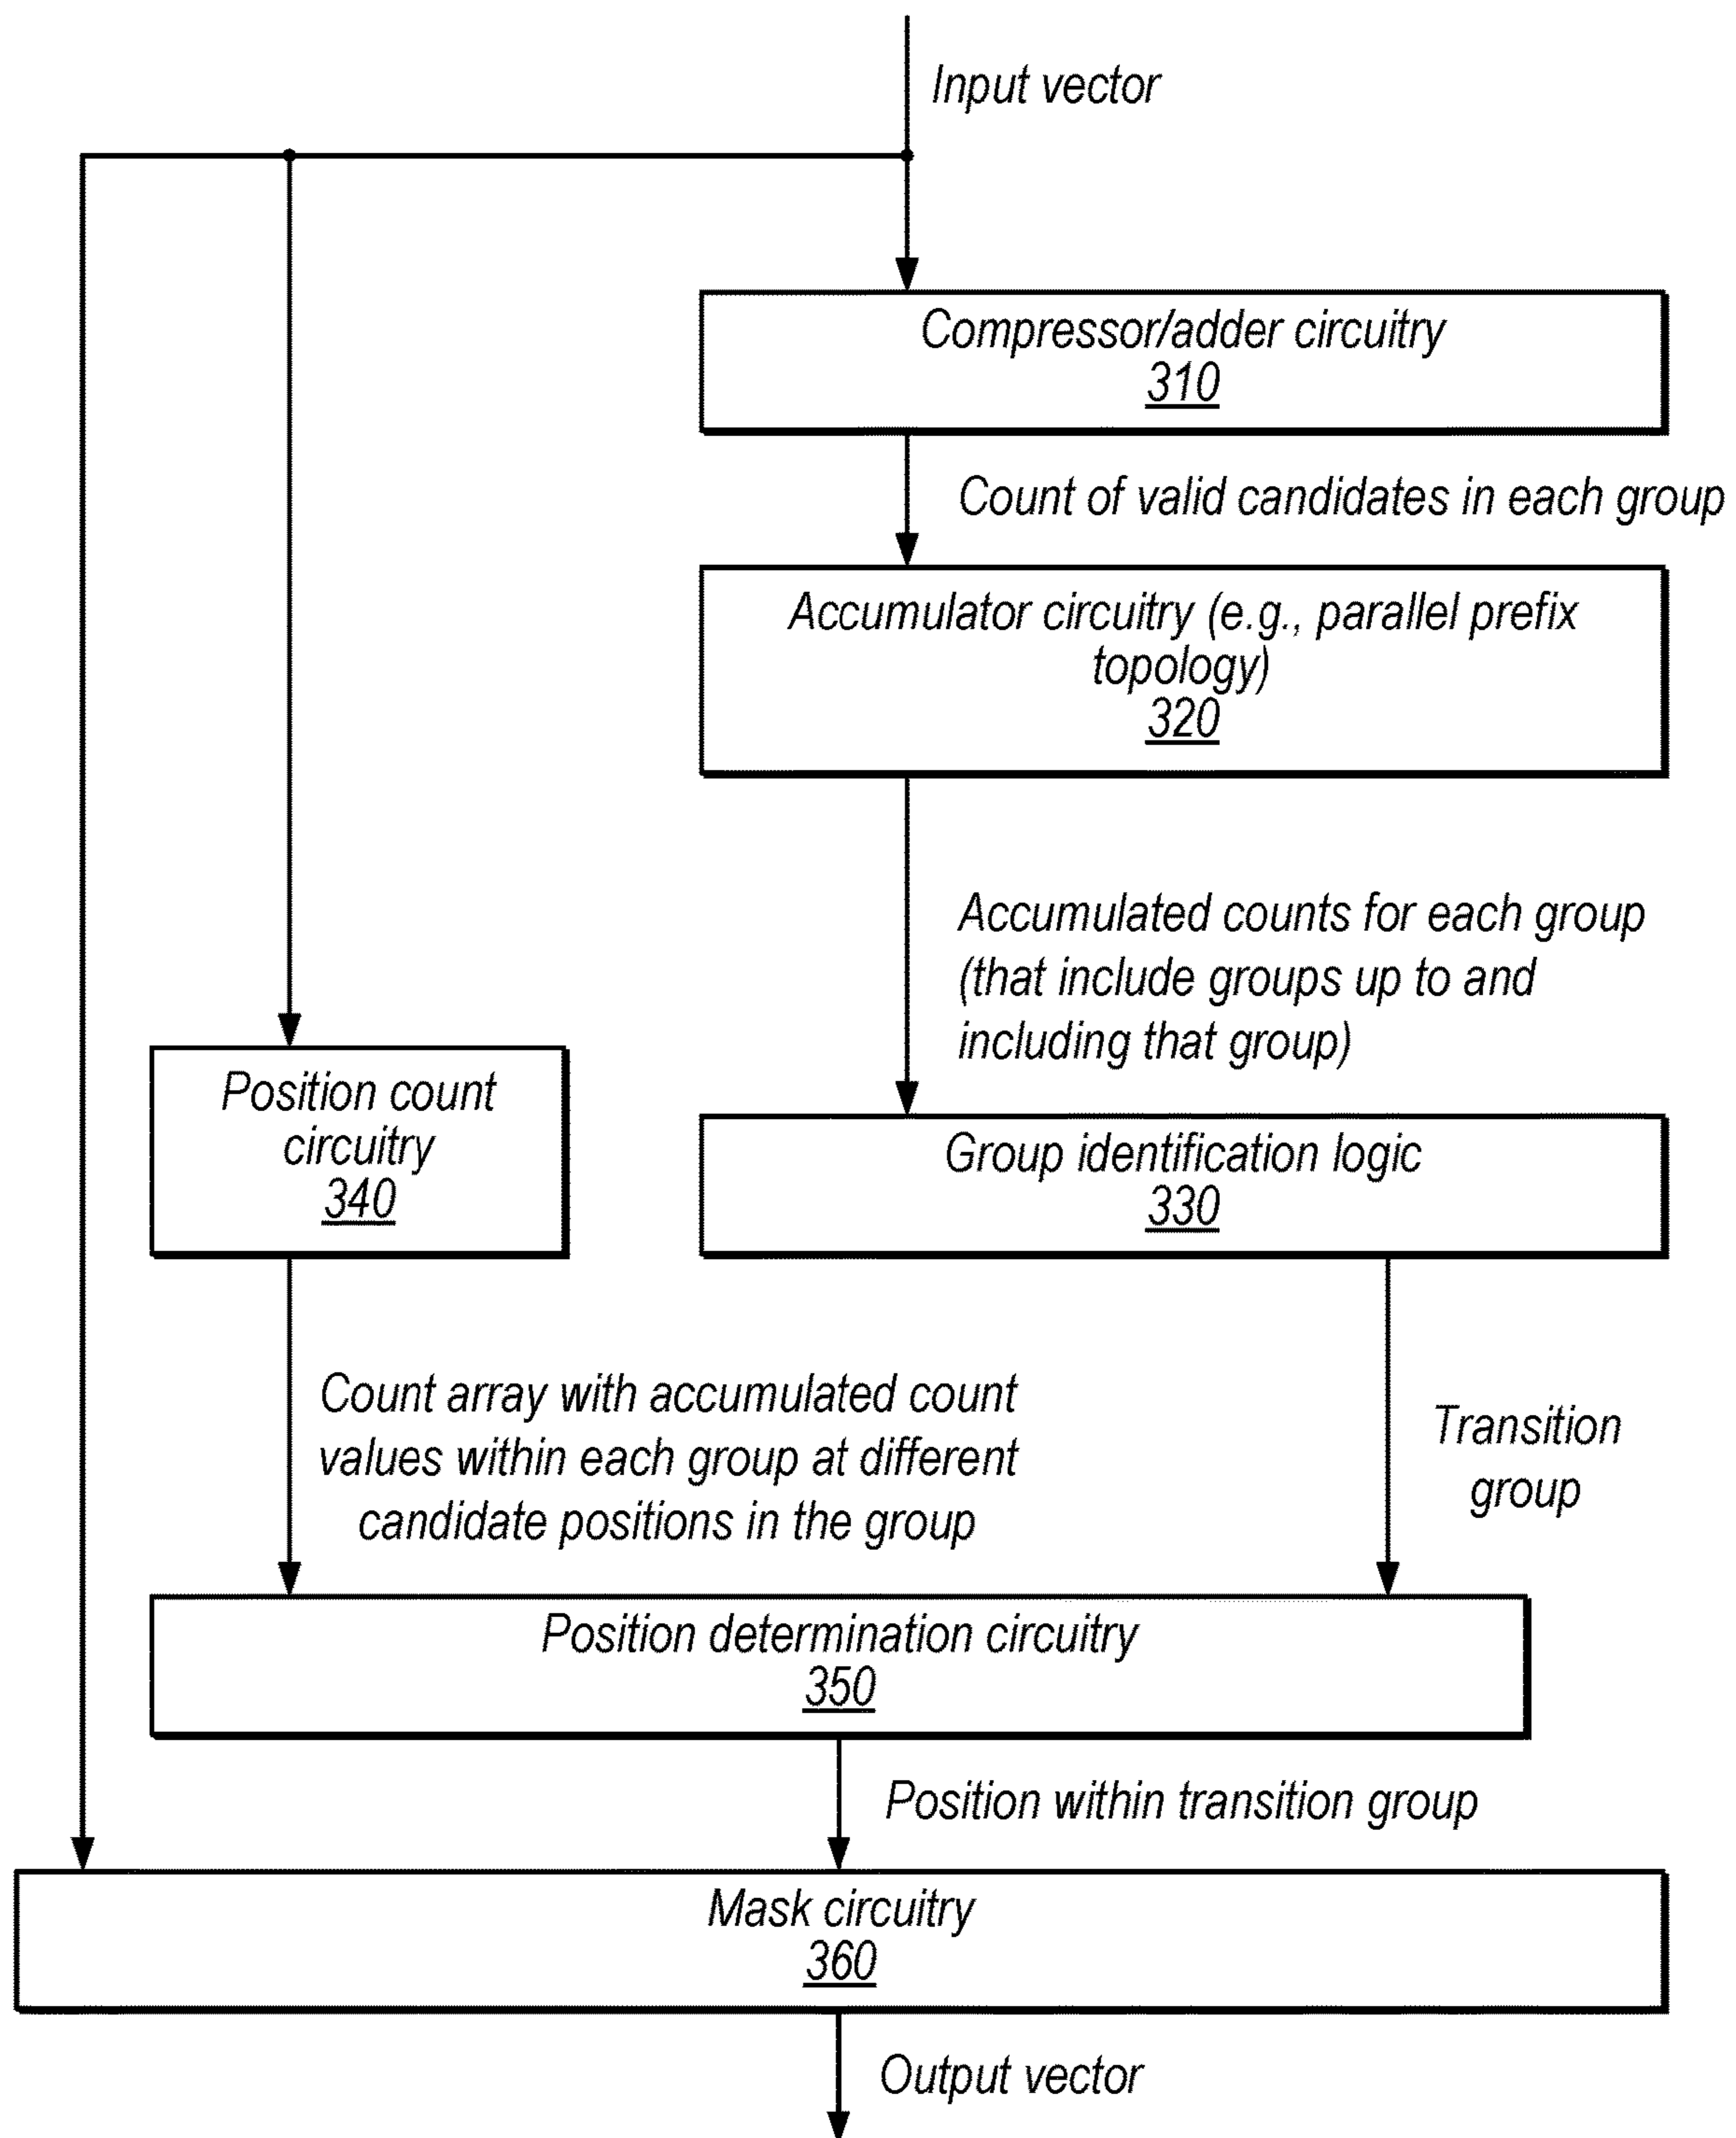 Input vector
Compressor/adder circuitry
310
Count of valid candidates in each group
Accumulator circuitry (e.g., parallel prefix
topology)
320
Accumulated counts for each group
(that include groups up to and
including that group)
Position count
circuitry
340
Group identification logic
330
Count array with accumulated count
values within each group at different
candidate positions in the group
Transition
group
Position determination circuitry
350
Position within transition group
Mask circuitry
360
Output vector